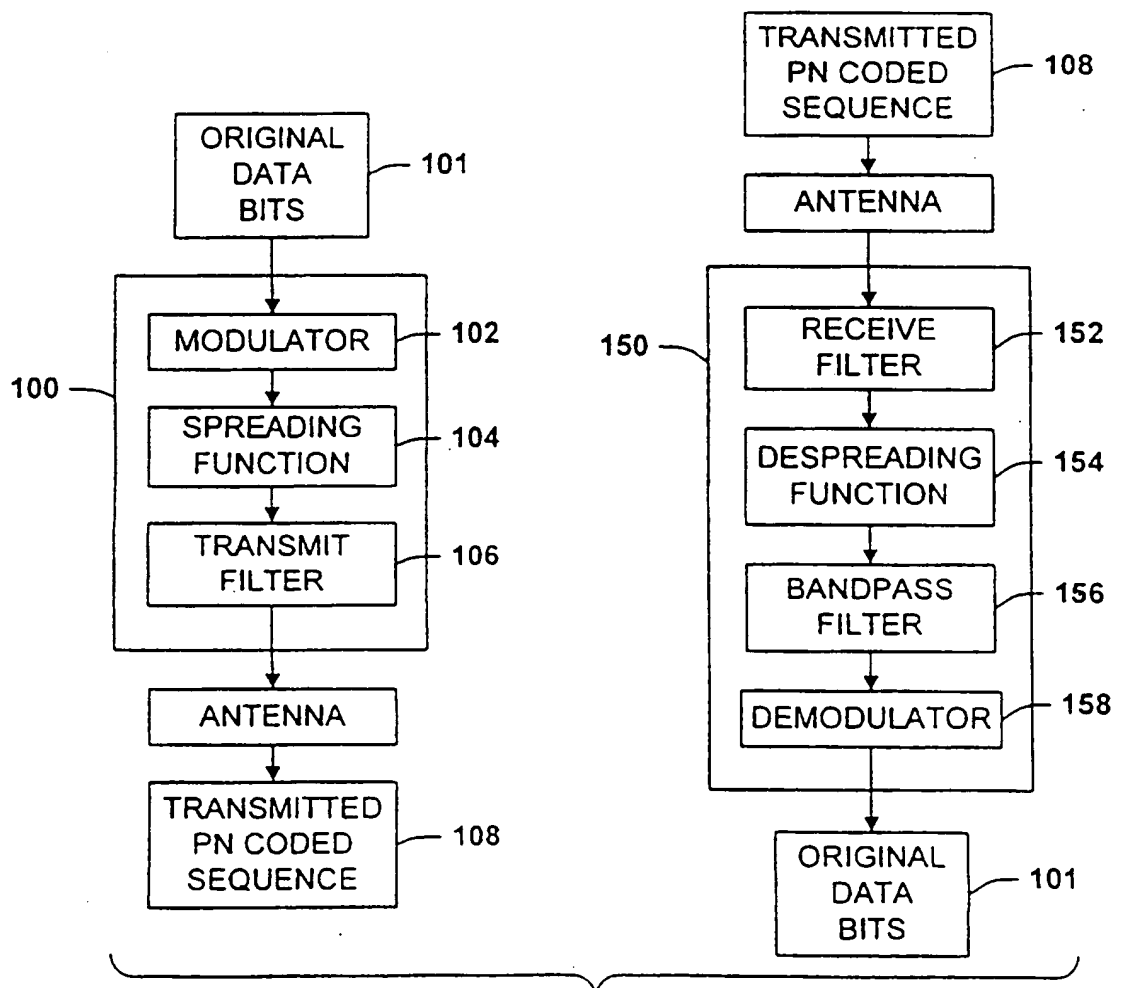 ORIGINAL
DATA
BITS
101
100
MODULATOR
102
SPREADING
FUNCTION
104
TRANSMIT
FILTER
106
ANTENNA
TRANSMITTED
PN CODED
SEQUENCE
108
TRANSMITTED
PN CODED
SEQUENCE
108
ANTENNA
150
RECEIVE
FILTER
152
DESPREADING
FUNCTION
154
BANDPASS
FILTER
156
DEMODULATOR
158
ORIGINAL
DATA
BITS
101